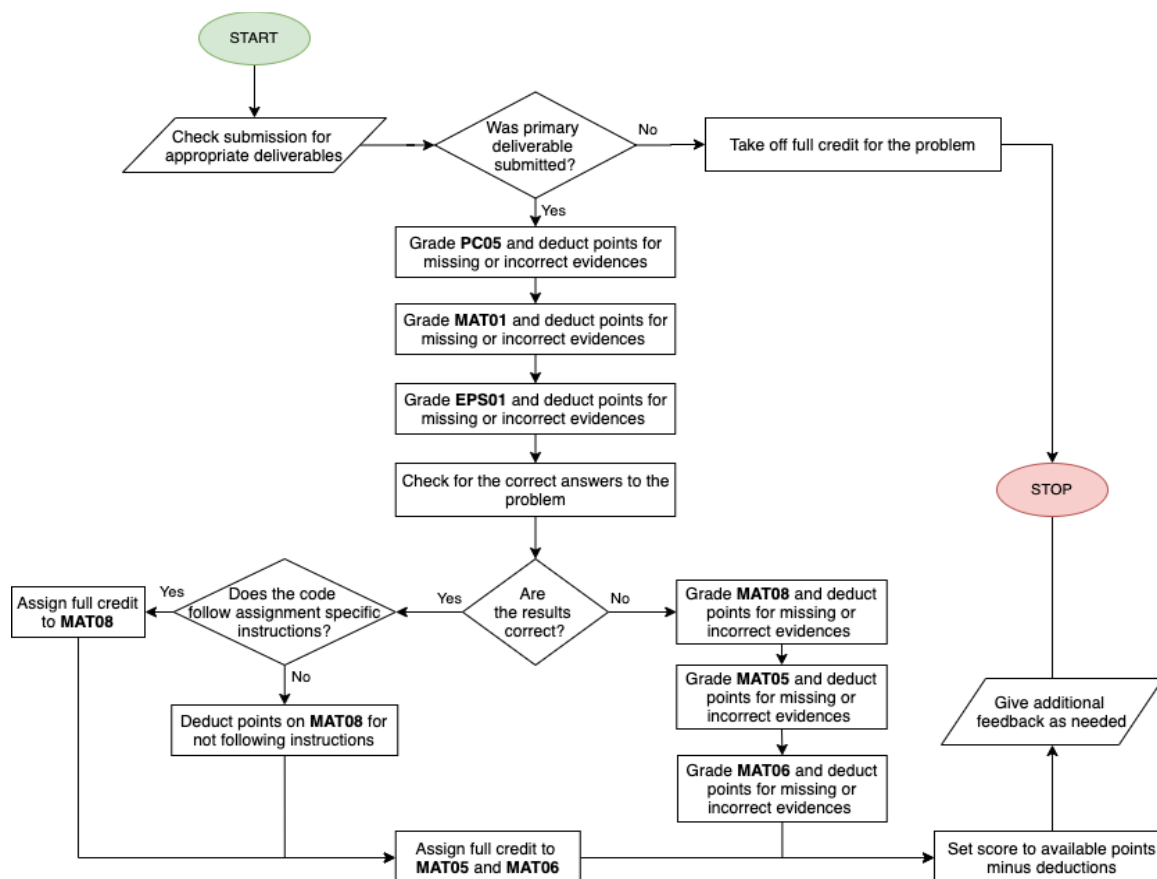 START
Check submission for
appropriate deliverables
Was primary
deliverable
submitted?
No
Take off full credit for the problem
Yes
Grade PC05 and deduct points for
missing or incorrect evidences
Grade MAT01 and deduct points for
missing or incorrect evidences
Grade EPS01 and deduct points for
missing or incorrect evidences
Check for the correct answers to the
problem
STOP
Are
the results
correct?
Yes
Does the code
follow assignment specific
instructions?
Yes
Assign full credit
to MAT08
No
Deduct points on MAT08 for
not following instructions
No
Grade MAT08 and deduct
points for missing or
incorrect evidences
Grade MAT05 and deduct
points for missing or
incorrect evidences
Grade MAT06 and deduct
points for missing or
incorrect evidences
Assign full credit to
MAT05 and MAT06
Set score to available points
minus deductions
Give additional
feedback as needed